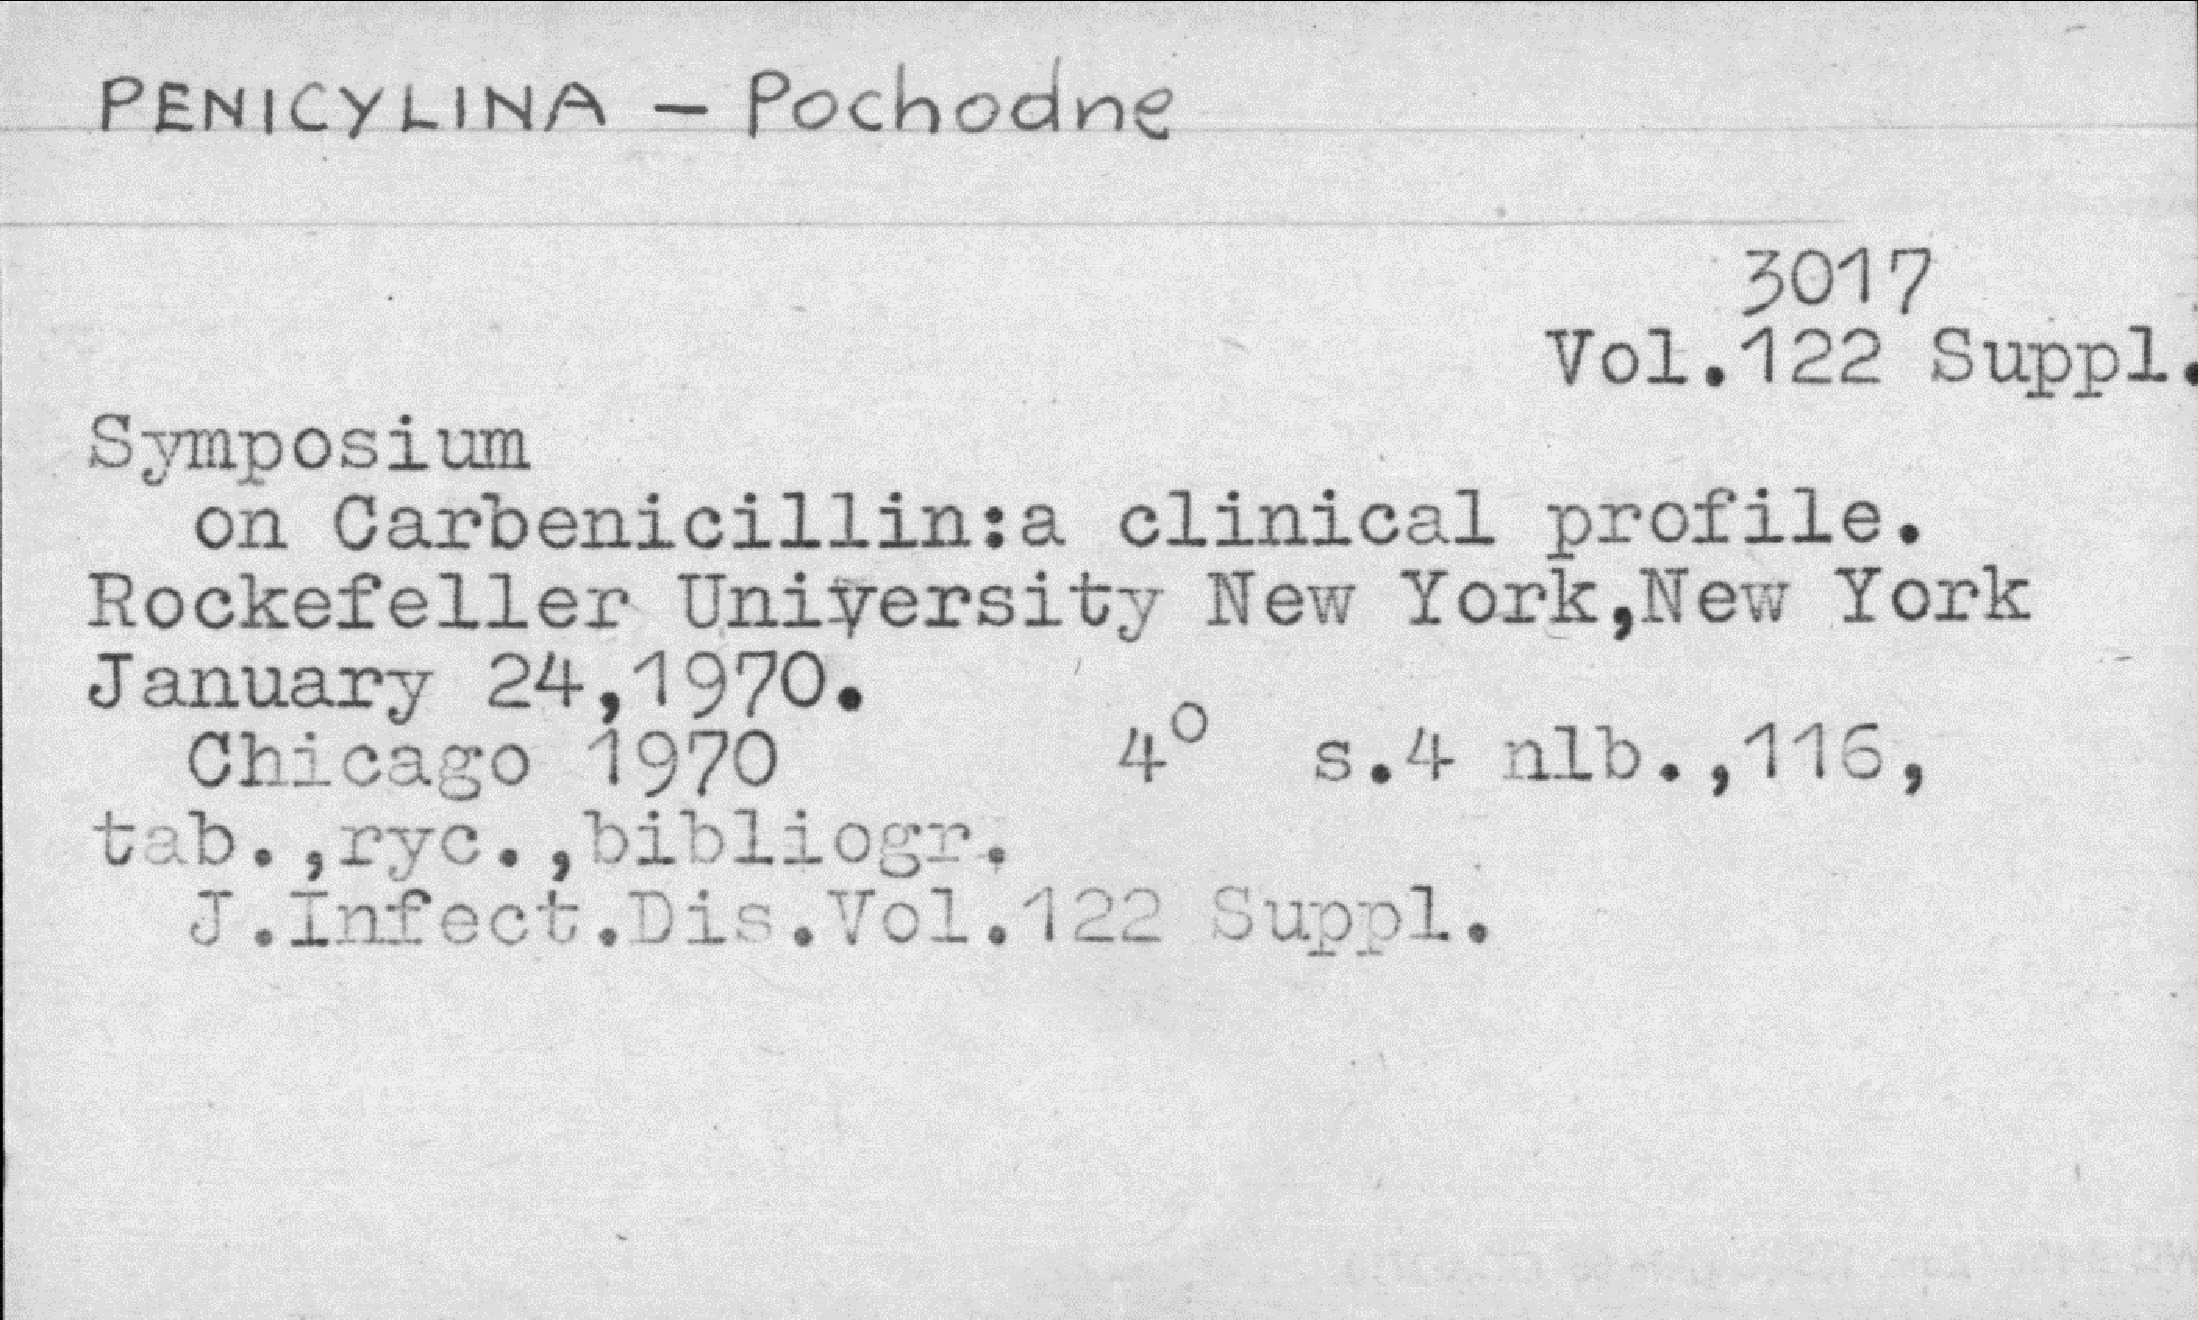 PENICYLINA – Pochodne
3017
Vol.122 Suppl.
Symposium
on Carbenicillin:a clinical profile.
Rockefeller University New York,New York
January 24,1970.
Chicago 1970 4° s.4 nlb.,116,
tab.,ryc.,bibliogr.
J.Infect.Dis.Vol.122 Suppl.